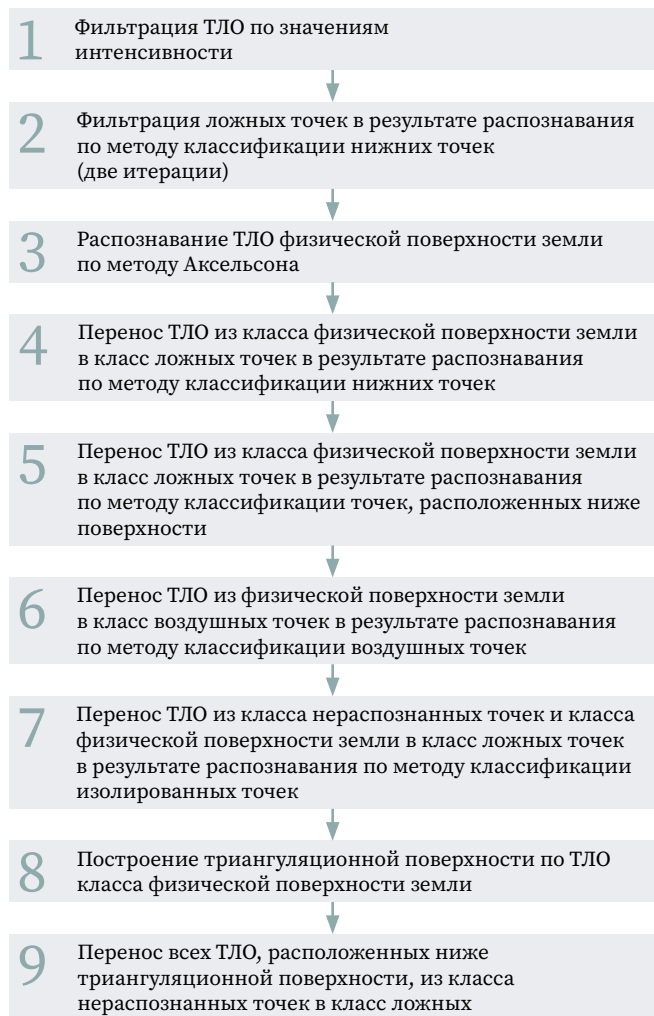 1
Фильтрация ТЛО по значениям
интенсивности
2
Фильтрация ложных точек в результате распознавания
по методу классификации нижних точек
(две итерации)
3
Распознавание ТЛО физической поверхности земли
по методу Аксельсона
4
Перенос ТЛО из класса физической поверхности земли
в класс ложных точек в результате распознавания
по методу классификации нижних точек
5
Перенос ТЛО из класса физической поверхности земли
в класс ложных точек в результате распознавания
по методу классификации точек, расположенных ниже
поверхности
6
Перенос ТЛО из физической поверхности земли
в класс воздушных точек в результате распознавания
по методу классификации воздушных точек
7
Перенос ТЛО из класса нераспознанных точек и класса
физической поверхности земли в класс ложных точек
в результате распознавания по методу классификации
изолированных точек
8
Построение триангуляционной поверхности по ТЛО
класса физической поверхности земли
9
Перенос всех ТЛО, расположенных ниже
триангуляционной поверхности, из класса
нераспознанных точек в класс ложных